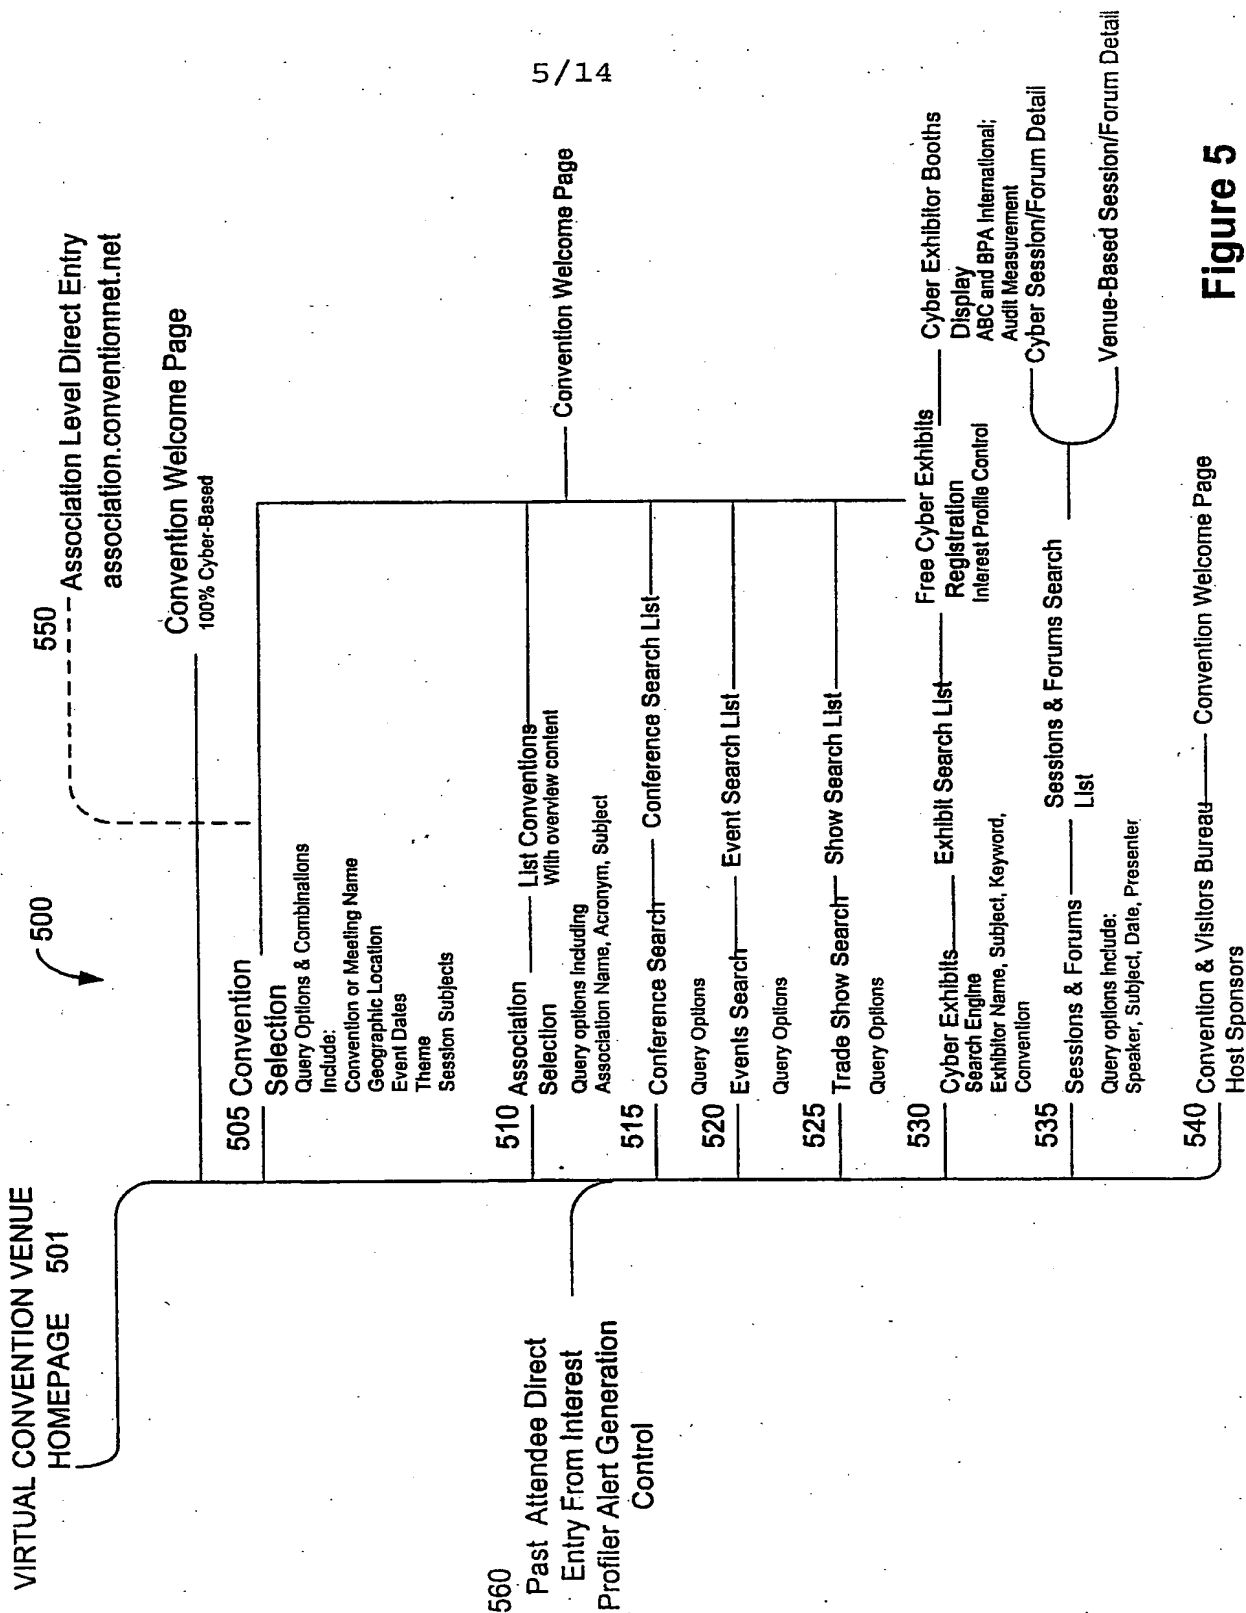 5/14
VIRTUAL CONVENTION VENUE
HOMEPAGE 501
500
550
Association Level Direct Entry
association.conventionnet.net
Convention Welcome Page
100% Cyber-Based
505 Convention
Selection
Query Options & Combinations
Include:
Convention or Meeting Name
Geographic Location
Event Dates
Theme
Session Subjects
Convention Welcome Page
510
Association
Selection
Query options Including
Association Name, Acronym, Subject
List Conventions
With overview content
515
Conference Search
Query Options
Conference Search List
520
Events Search
Query Options
Event Search List
525
Trade Show Search
Query Options
Show Search List
530
Cyber Exhibits
Search Engine
Exhibitor Name, Subject, Keyword,
Convention
Exhibit Search List
Free Cyber Exhibits
Registration
Interest Profile Control
Cyber Exhibitor Booths
Display
ABC and BPA International;
Audit Measurement
535
Sessions & Forums
Query options Include:
Speaker, Subject, Date, Presenter
Sessions & Forums Search
List
Cyber Session/Forum Detail
Venue-Based Session/Forum Detail
540
Convention & Visitors Bureau
Host Sponsors
Convention Welcome Page
560
Past Attendee Direct
Entry From Interest
Profiler Alert Generation
Control
Figure 5